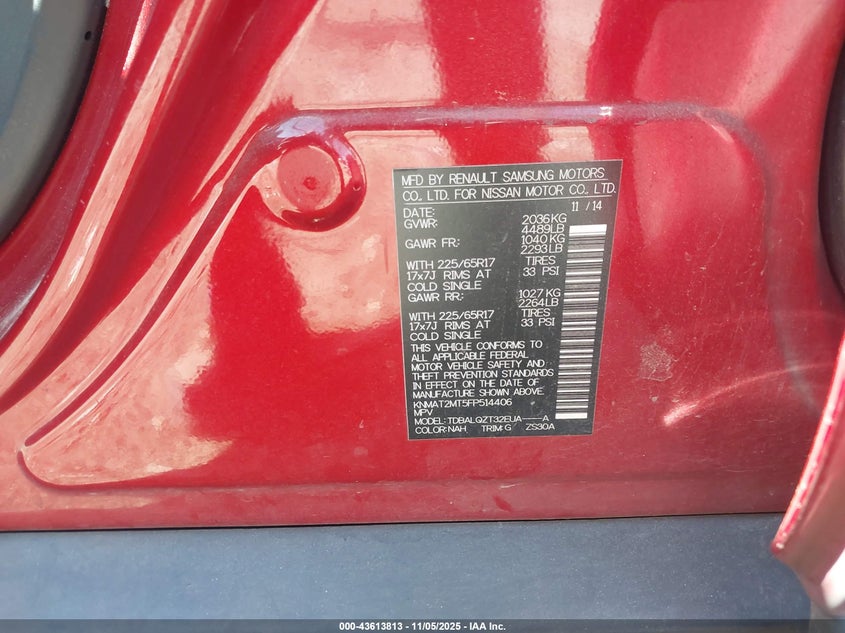 MFD BY RENAULT SAMSUNG MOTORS
CO., LTD. FOR NISSAN MOTOR CO., LTD.
DATE: 11 / 14
GVWR: 2036KG
4489LB
GAWR FR: 1040KG
2293LB
WITH 225/65R17 TIRES
17x7J RIMS AT 33 PSI
COLD SINGLE
GAWR RR: 1027 KG
2264LB
WITH 225/65R17 TIRES
17x7J RIMS AT 33 PSI
COLD SINGLE
THIS VEHICLE CONFORMS TO
ALL APPLICABLE FEDERAL
MOTOR VEHICLE SAFETY AND
THEFT PREVENTION STANDARDS
IN EFFECT ON THE DATE OF
MANUFACTURE SHOWN ABOVE.
KNMAT2MT5FP514406
MPV
MODEL: TDBALQZT32EUA-----A
COLOR: NAH TRIM: G ZS30A
000-43613813 - 11/05/2025 - IAA Inc.